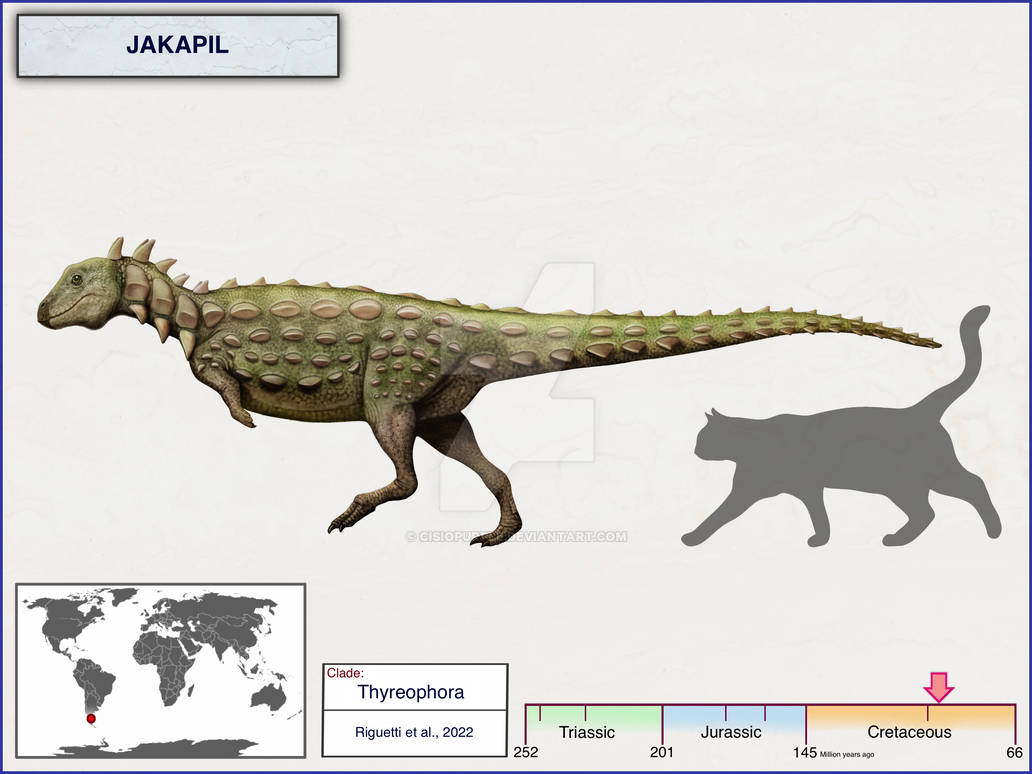 JAKAPIL
Clade:
Thyreophora
Riguetti et al., 2022
Triassic
Jurassic
Cretaceous
252
201
145 Million years ago
66